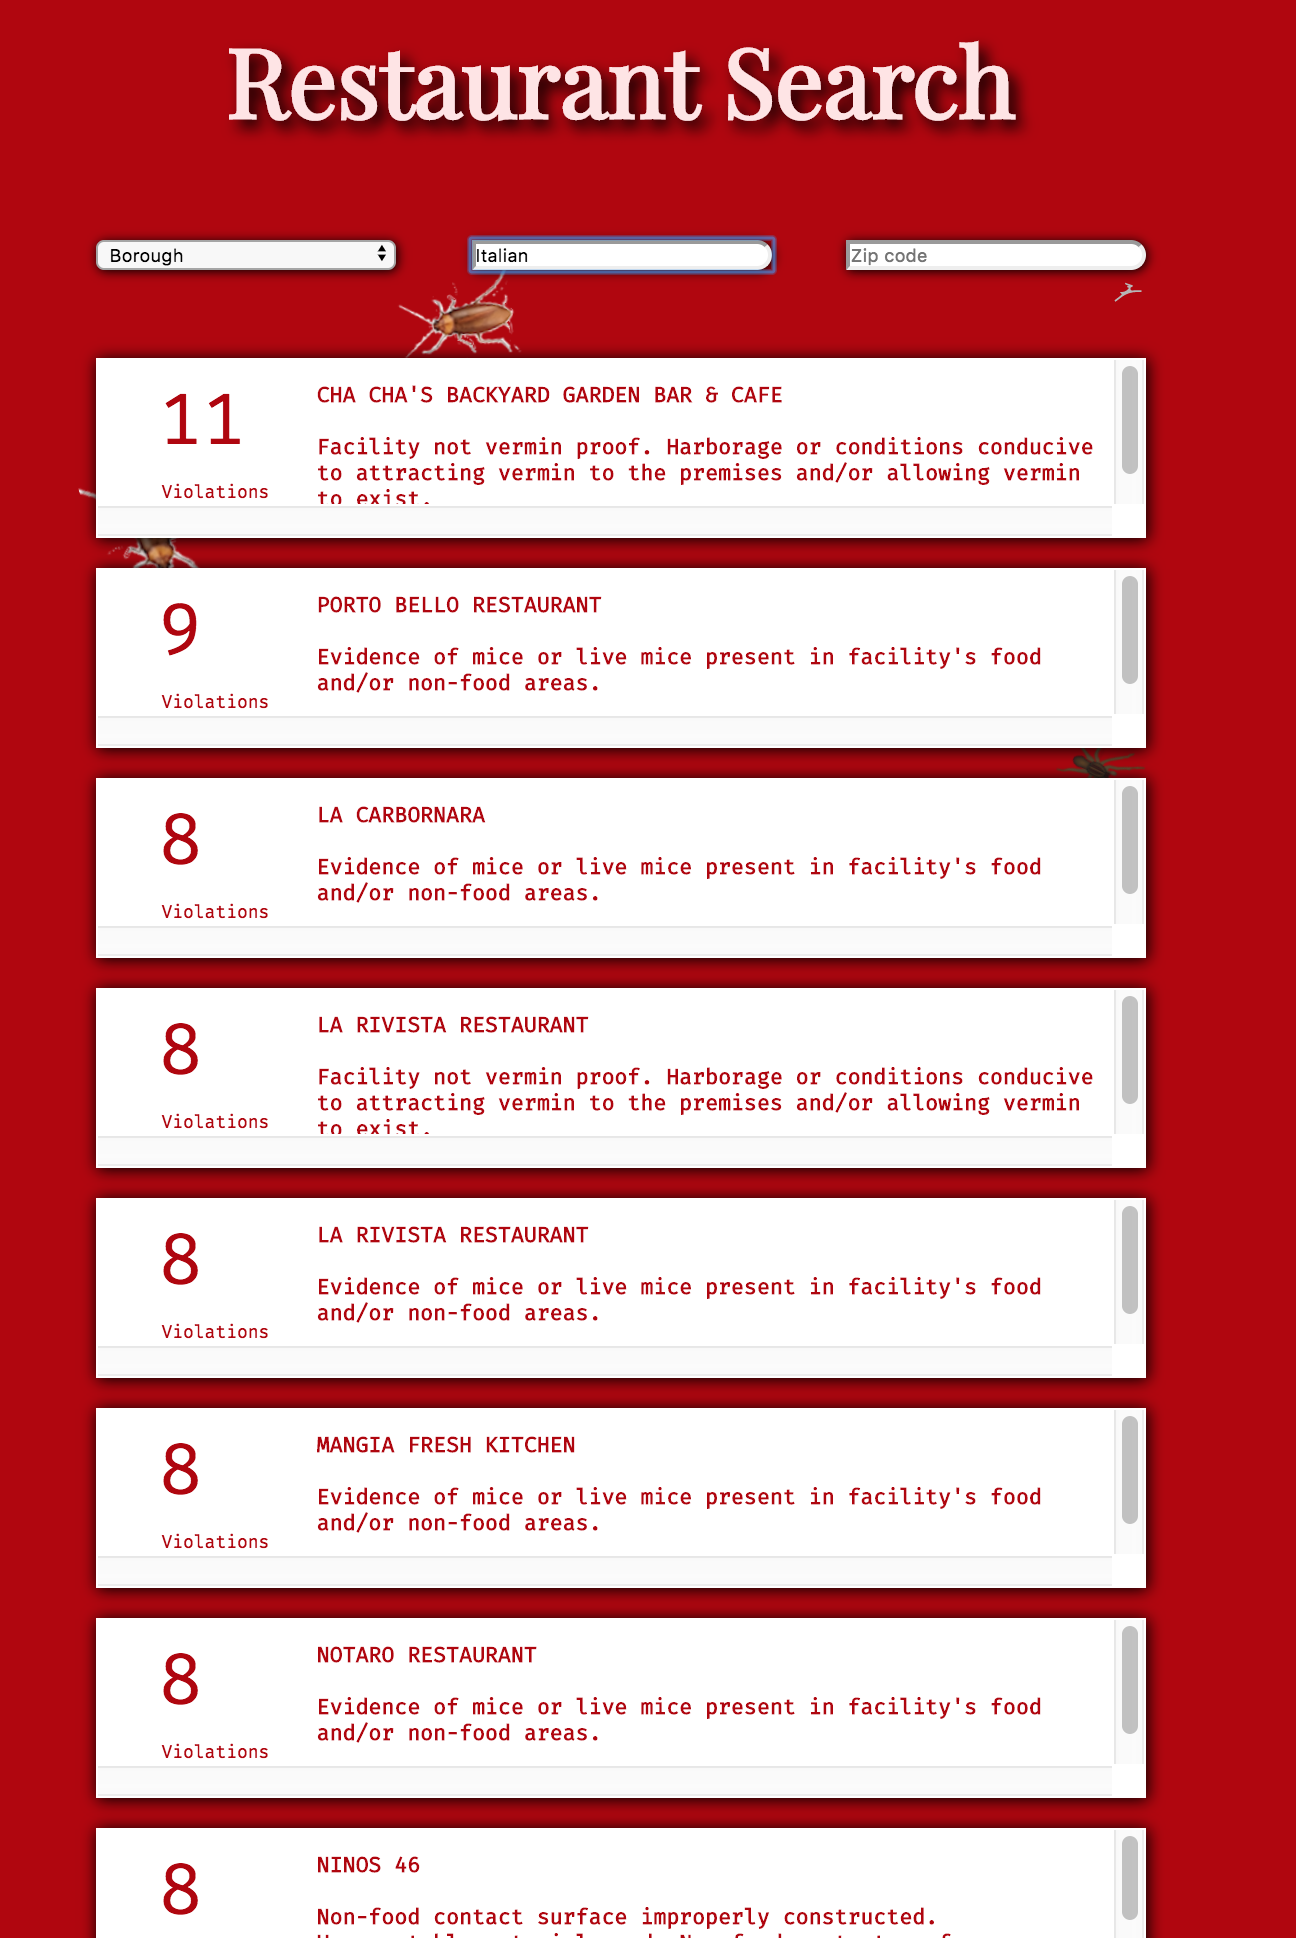 Restaurant Search
Borough
Italian
Zip code
11
Violations
CHA CHA'S BACKYARD GARDEN BAR & CAFE
Facility not vermin proof. Harborage or conditions conducive
to attracting vermin to the premises and/or allowing vermin
to exist.
9
Violations
PORTO BELLO RESTAURANT
Evidence of mice or live mice present in facility's food
and/or non-food areas.
8
Violations
LA CARBORNARA
Evidence of mice or live mice present in facility's food
and/or non-food areas.
8
Violations
LA RIVISTA RESTAURANT
Facility not vermin proof. Harborage or conditions conducive
to attracting vermin to the premises and/or allowing vermin
to exist.
8
Violations
LA RIVISTA RESTAURANT
Evidence of mice or live mice present in facility's food
and/or non-food areas.
8
Violations
MANGIA FRESH KITCHEN
Evidence of mice or live mice present in facility's food
and/or non-food areas.
8
Violations
NOTARO RESTAURANT
Evidence of mice or live mice present in facility's food
and/or non-food areas.
8
NINOS 46
Non-food contact surface improperly constructed.